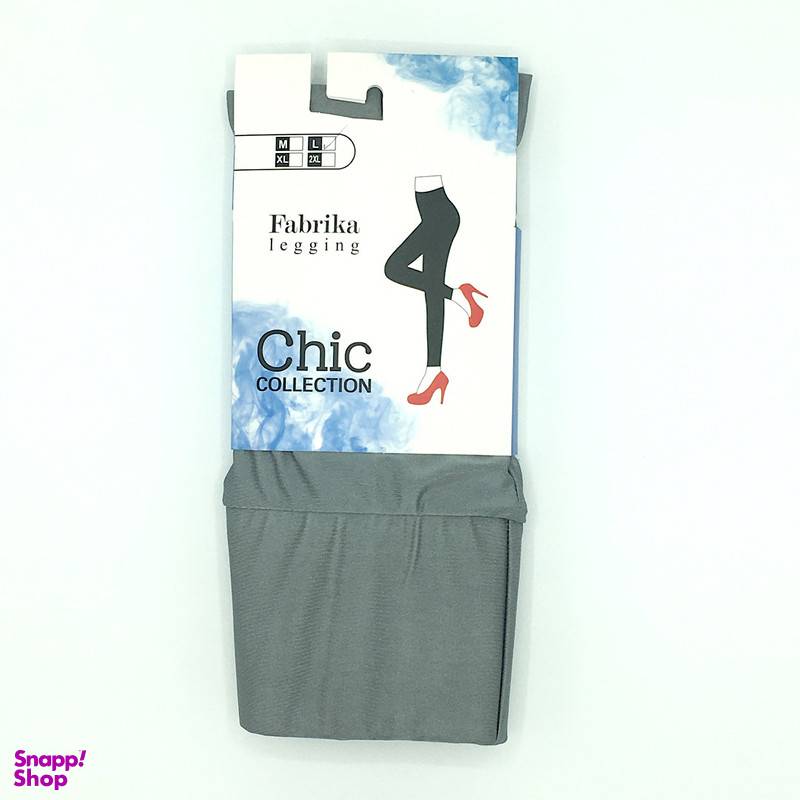 M L
XL 2XL
Fabrika
legging
Chic
COLLECTION
Snapp!
Shop